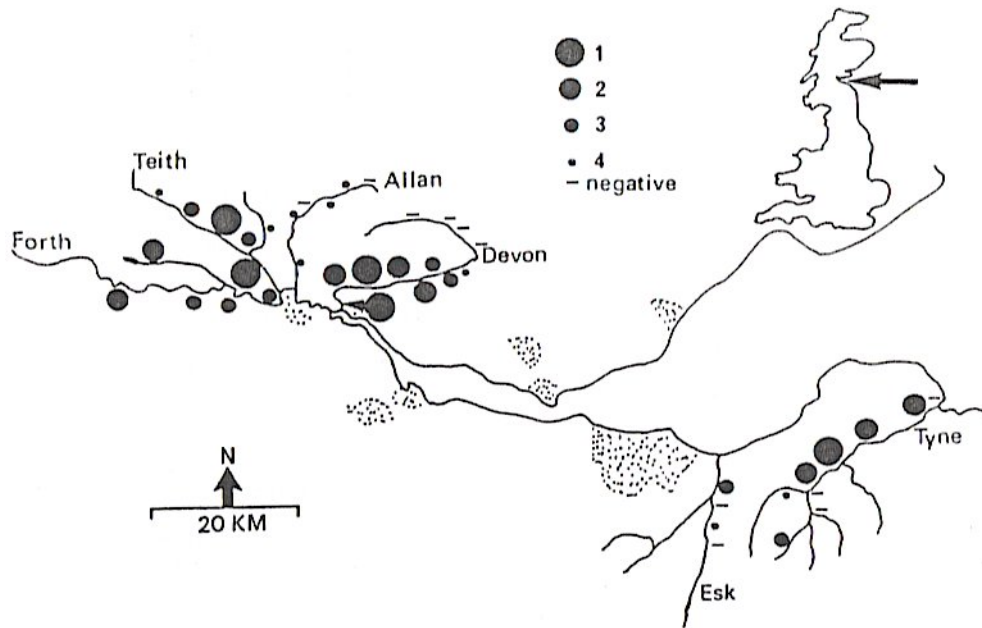 1
2
3
4
– negative
Teith
Allan
Forth
Devon
N
20 KM
Tyne
Esk